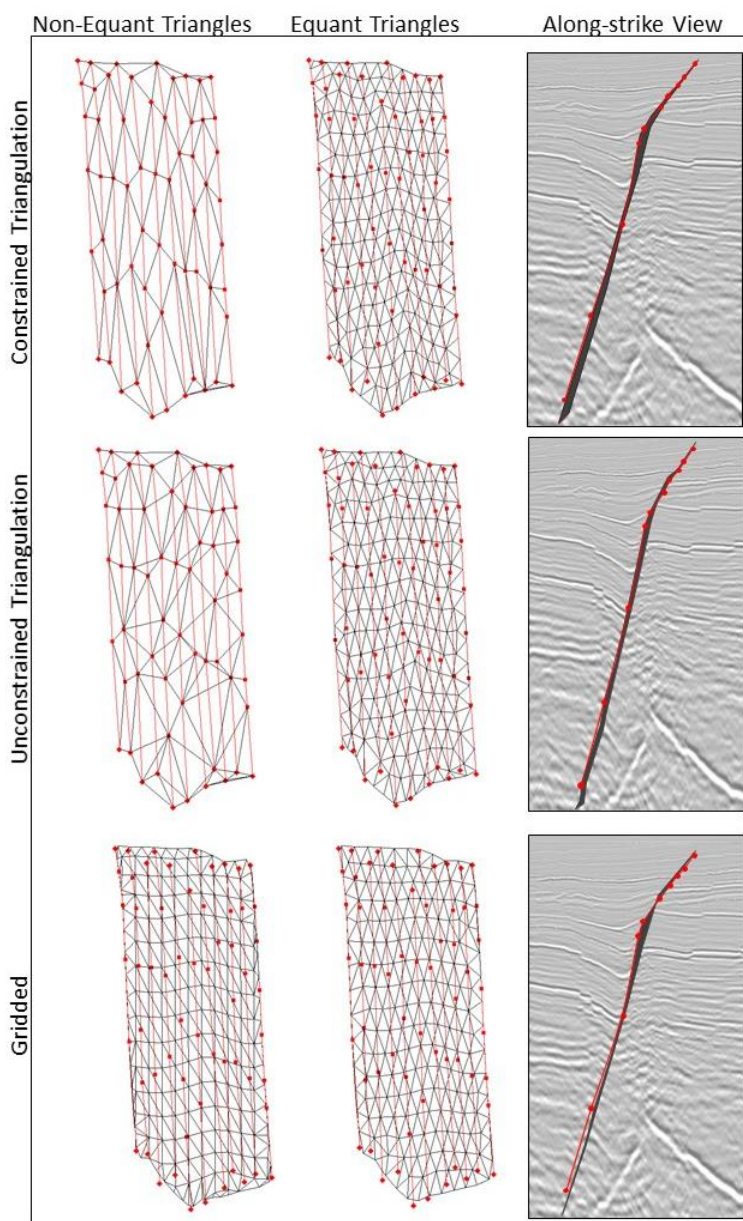 Non-Equant Triangles
Equant Triangles
Along-strike View
Constrained Triangulation
Unconstrained Triangulation
Gridded